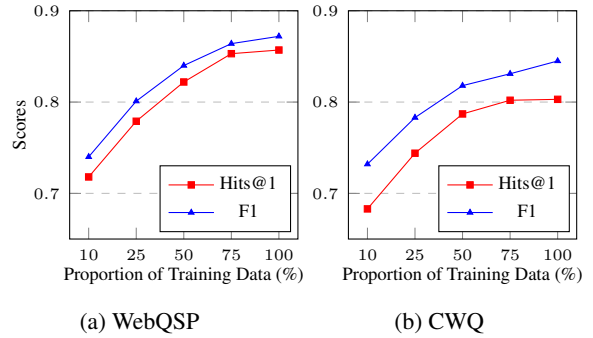 0.9
0.8
0.7
Scores
Hits@1
F1
10 25 50 75 100
Proportion of Training Data (%)
(a) WebQSP
0.9
0.8
0.7
Hits@1
F1
10 25 50 75 100
Proportion of Training Data (%)
(b) CWQ